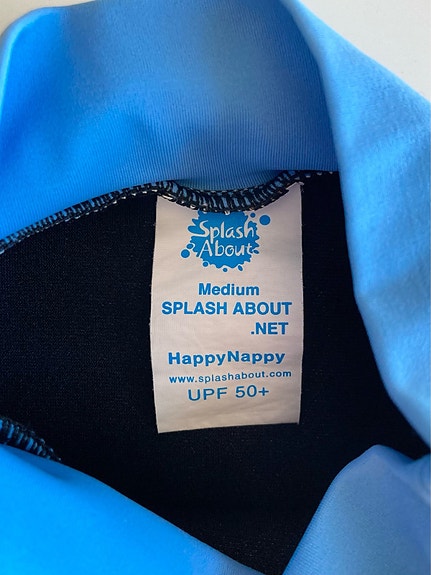 Splash
About
Medium
SPLASH ABOUT
.NET
HappyNappy
www.splashabout.com
UPF 50+